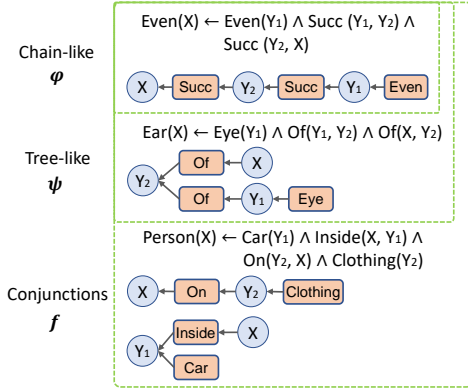 Even(X) ← Even(Y₁) ∧ Succ (Y₁, Y₂) ∧
Succ (Y₂, X)
Chain-like
φ
X Succ Y₂ Succ Y₁ Even
Ear(X) ← Eye(Y₁) ∧ Of(Y₁, Y₂) ∧ Of(X, Y₂)
Tree-like
ψ
Of X
Y₂
Of Y₁ Eye
Person(X) ← Car(Y₁) ∧ Inside(X, Y₁) ∧
On(Y₂, X) ∧ Clothing(Y₂)
Conjunctions
f
X On Y₂ Clothing
Inside X
Y₁
Car